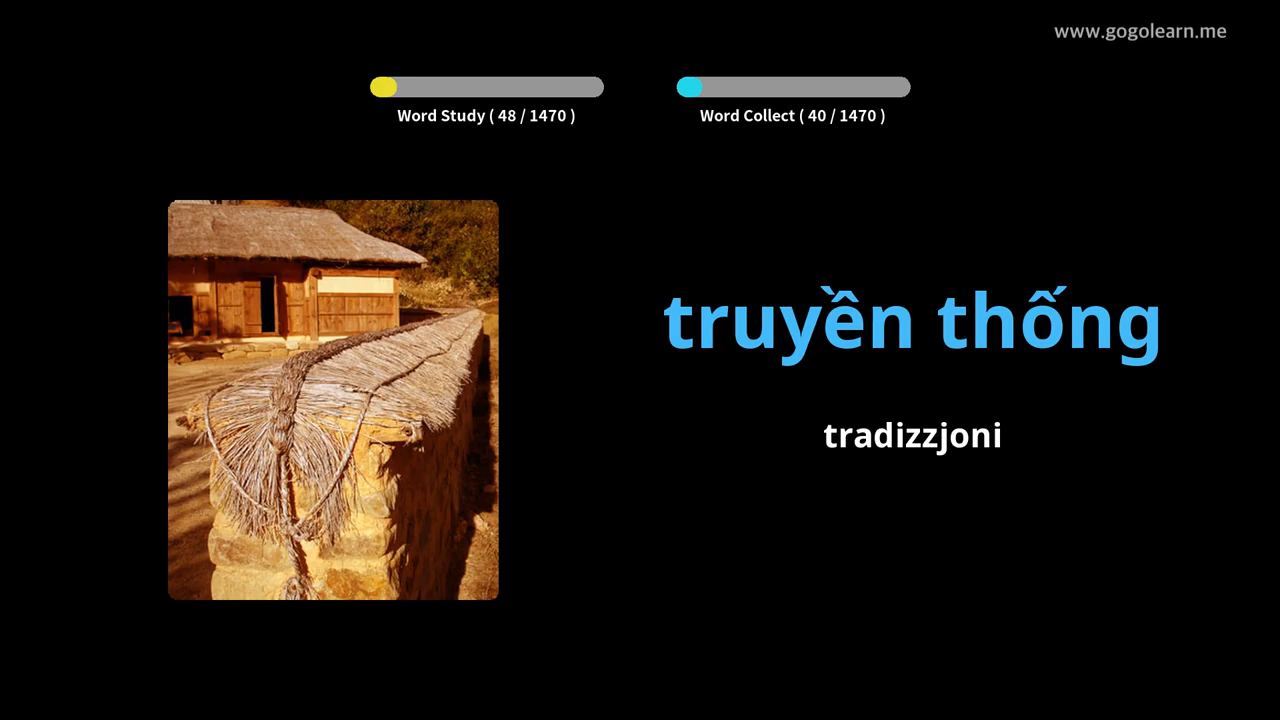 www.gogolearn.me
Word Study ( 48 / 1470 )
Word Collect ( 40 / 1470 )
truyền thống
tradizzjoni